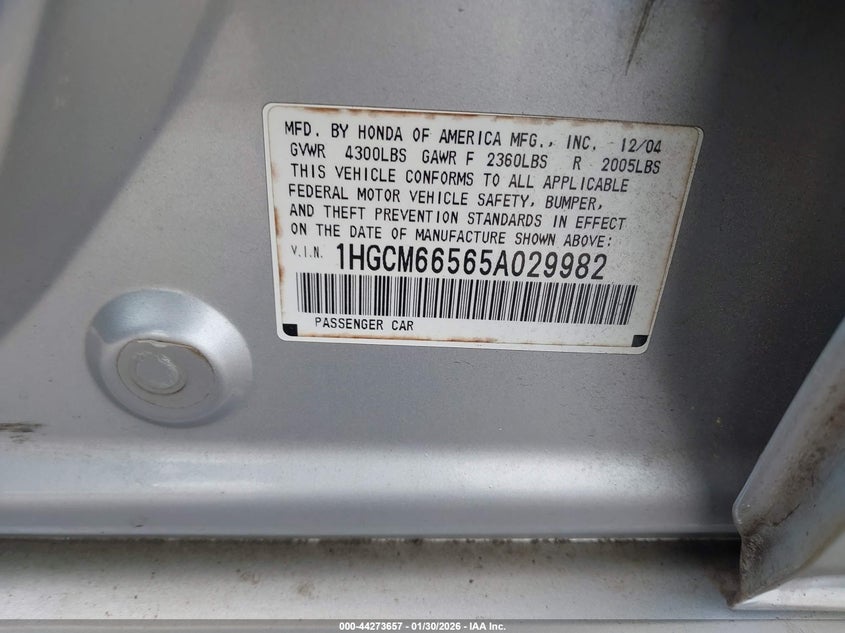 MFD. BY HONDA OF AMERICA MFG., INC. 12/04
GVWR 4300LBS GAWR F 2360LBS R 2005LBS
THIS VEHICLE CONFORMS TO ALL APPLICABLE
FEDERAL MOTOR VEHICLE SAFETY, BUMPER,
AND THEFT PREVENTION STANDARDS IN EFFECT
ON THE DATE OF MANUFACTURE SHOWN ABOVE:
V.I.N. 1HGCM66565A029982
PASSENGER CAR
000-44273657 - 01/30/2026 - IAA Inc.